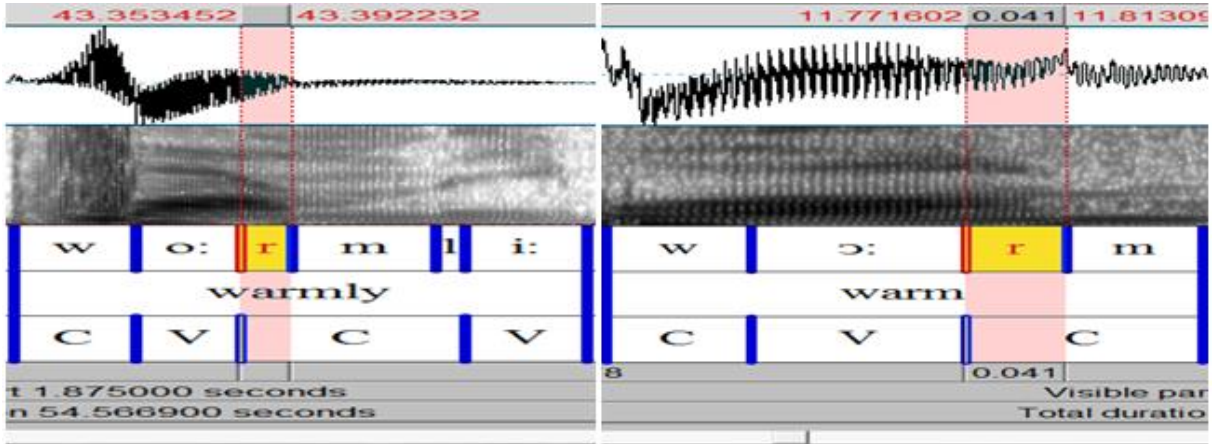 43.353452 43.392232
w o: r m l i:
warmly
C V C V
t 1.875000 seconds
n 54.566900 seconds
11.771602 0.041 11.81309
w ɔ: r m
warm
C V C
8 0.041
Visible par
Total duratio